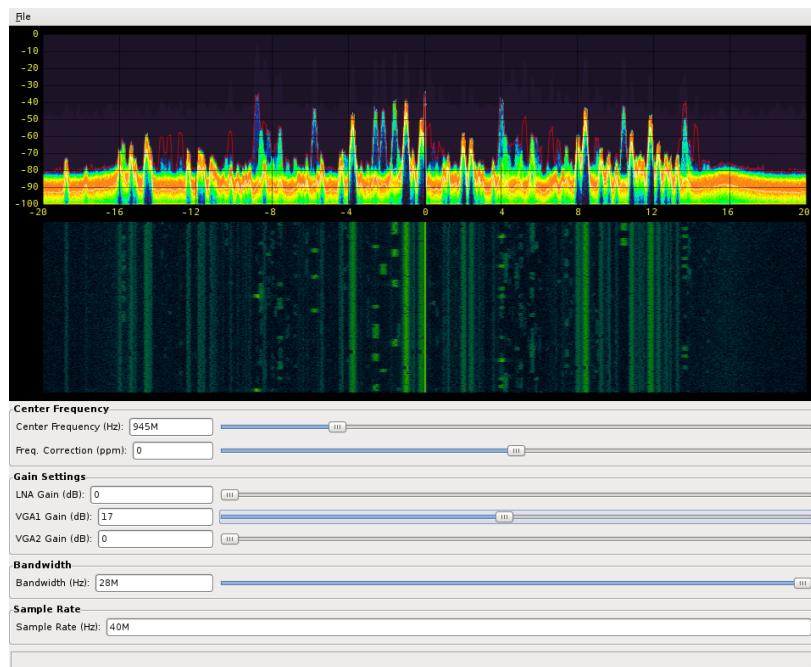 File
0
-10
-20
-30
-40
-50
-60
-70
-80
-90
-100
-20 -16 -12 -8 -4 0 4 8 12 16 20
Center Frequency
Center Frequency (Hz): 945M
Freq. Correction (ppm): 0
Gain Settings
LNA Gain (dB): 0
VGA1 Gain (dB): 17
VGA2 Gain (dB): 0
Bandwidth
Bandwidth (Hz): 28M
Sample Rate
Sample Rate (Hz): 40M